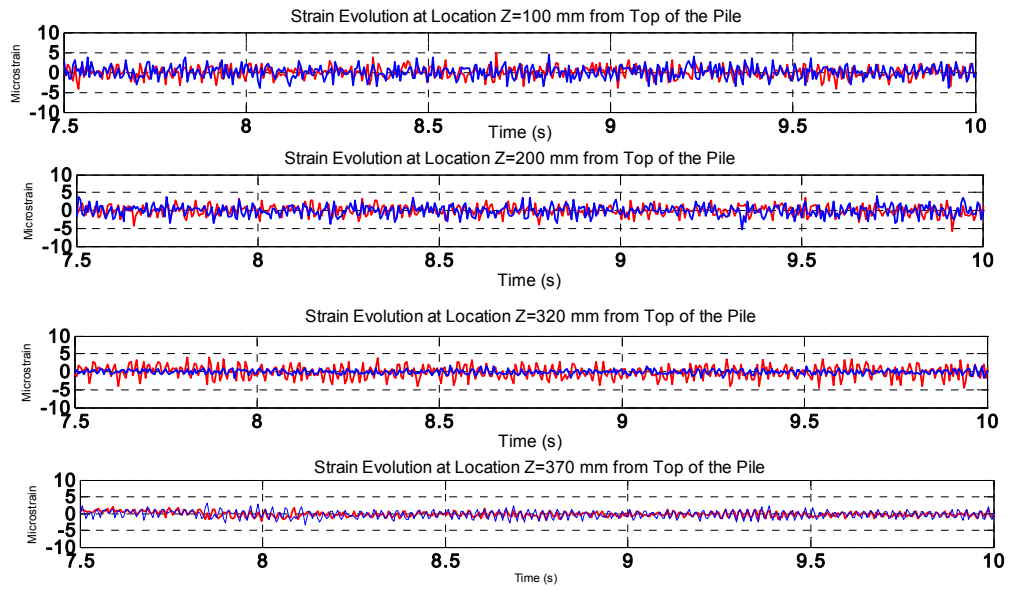 Strain Evolution at Location Z=100 mm from Top of the Pile
Microstrain
10
5
0
-5
-10
7.5 8 8.5 9 9.5 10
Time (s)
Strain Evolution at Location Z=200 mm from Top of the Pile
Microstrain
10
5
0
-5
-10
7.5 8 8.5 9 9.5 10
Time (s)
Strain Evolution at Location Z=320 mm from Top of the Pile
Microstrain
10
5
0
-5
-10
7.5 8 8.5 9 9.5 10
Time (s)
Strain Evolution at Location Z=370 mm from Top of the Pile
Microstrain
10
5
0
-5
-10
7.5 8 8.5 9 9.5 10
Time (s)